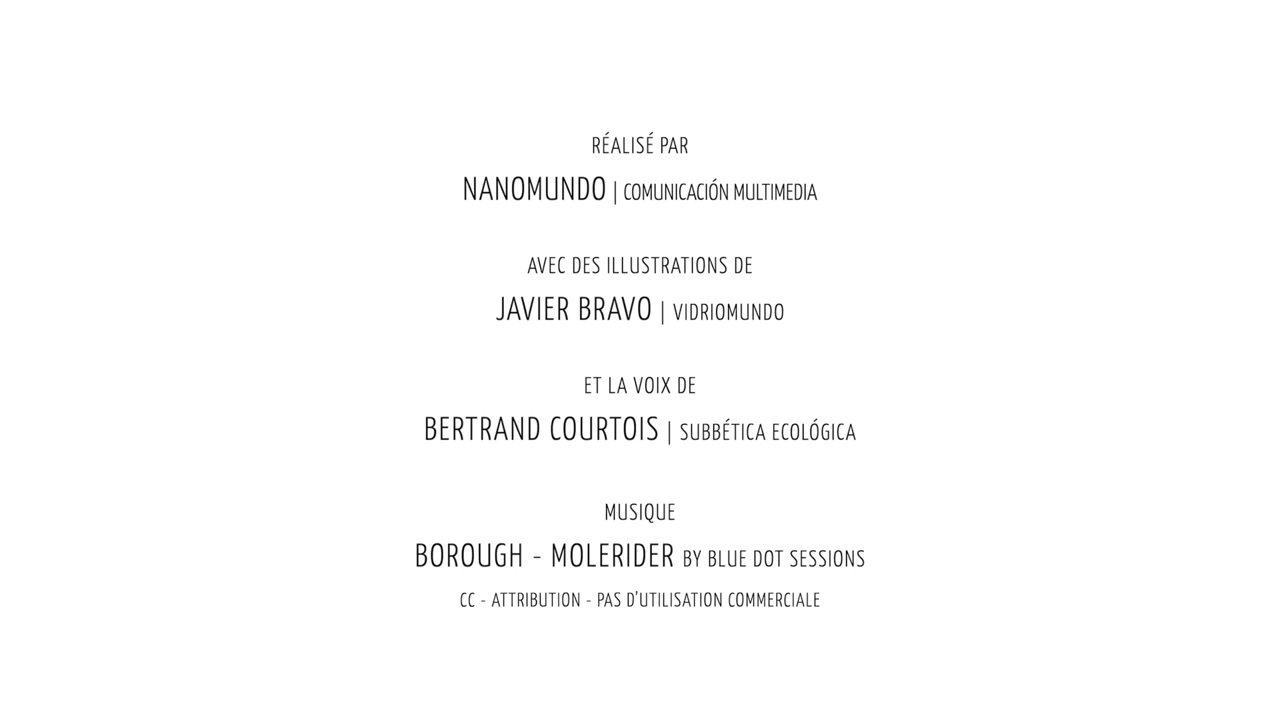 RÉALISÉ PAR
NANOMUNDO | COMUNICACIÓN MULTIMEDIA
AVEC DES ILLUSTRATIONS DE
JAVIER BRAVO | VIDRIOMUNDO
ET LA VOIX DE
BERTRAND COURTOIS | SUBBÉTICA ECOLÓGICA
MUSIQUE
BOROUGH - MOLERIDER BY BLUE DOT SESSIONS
CC - ATTRIBUTION - PAS D'UTILISATION COMMERCIALE